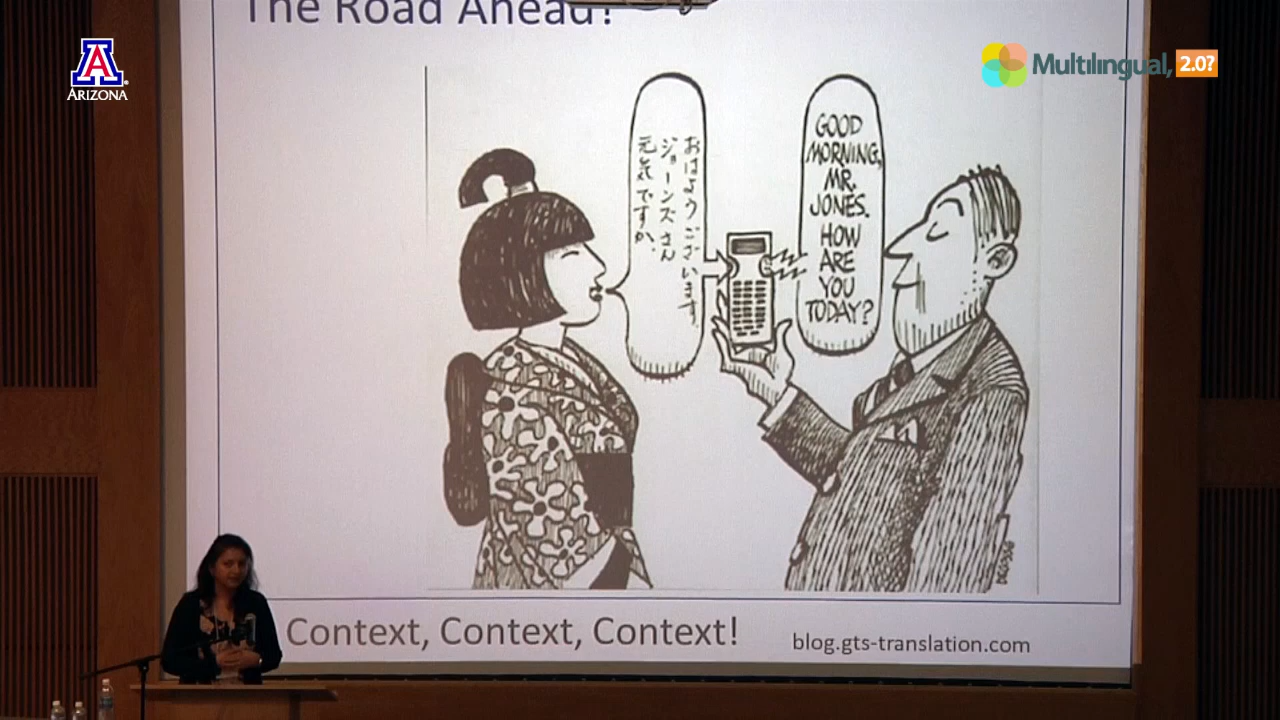 The Road Ahead!
A
ARIZONA
Multilingual, 2.0?
おはようございます。
ジョーンズさん
元気ですか。
GOOD
MORNING,
MR.
JONES.
HOW
ARE
YOU
TODAY?
Context, Context, Context!
blog.gts-translation.com